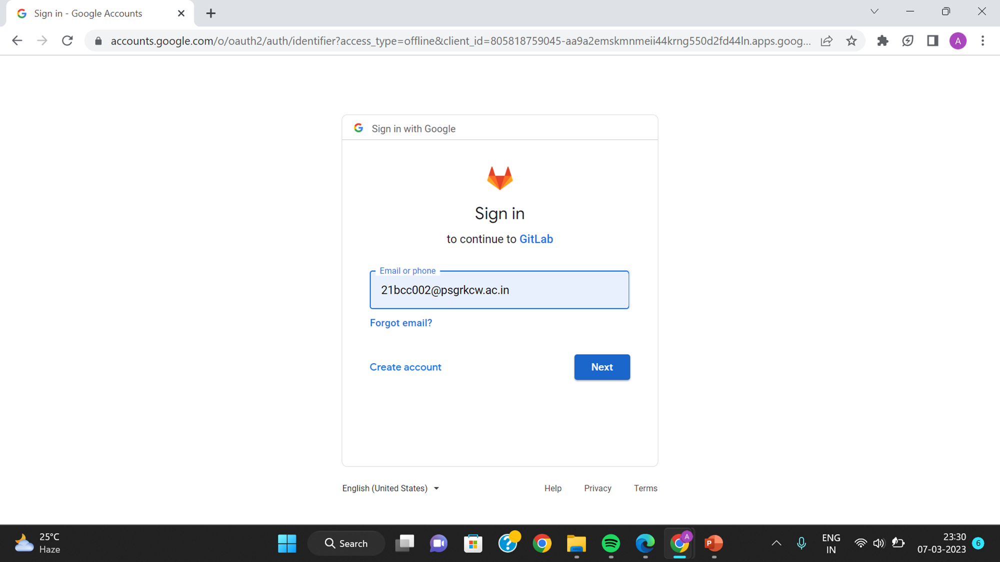 Sign in - Google Accounts
accounts.google.com/o/oauth2/auth/identifier?access_type=offline&client_id=805818759045-aa9a2emskmnmeii44krng550d2fd44ln.apps.goog...
A
Sign in with Google
Sign in
to continue to GitLab
Email or phone
21bcc002@psgrkcw.ac.in
Forgot email?
Create account
Next
English (United States)
Help
Privacy
Terms
25°C
Haze
Search
A
P
ENG
IN
23:30
07-03-2023
6